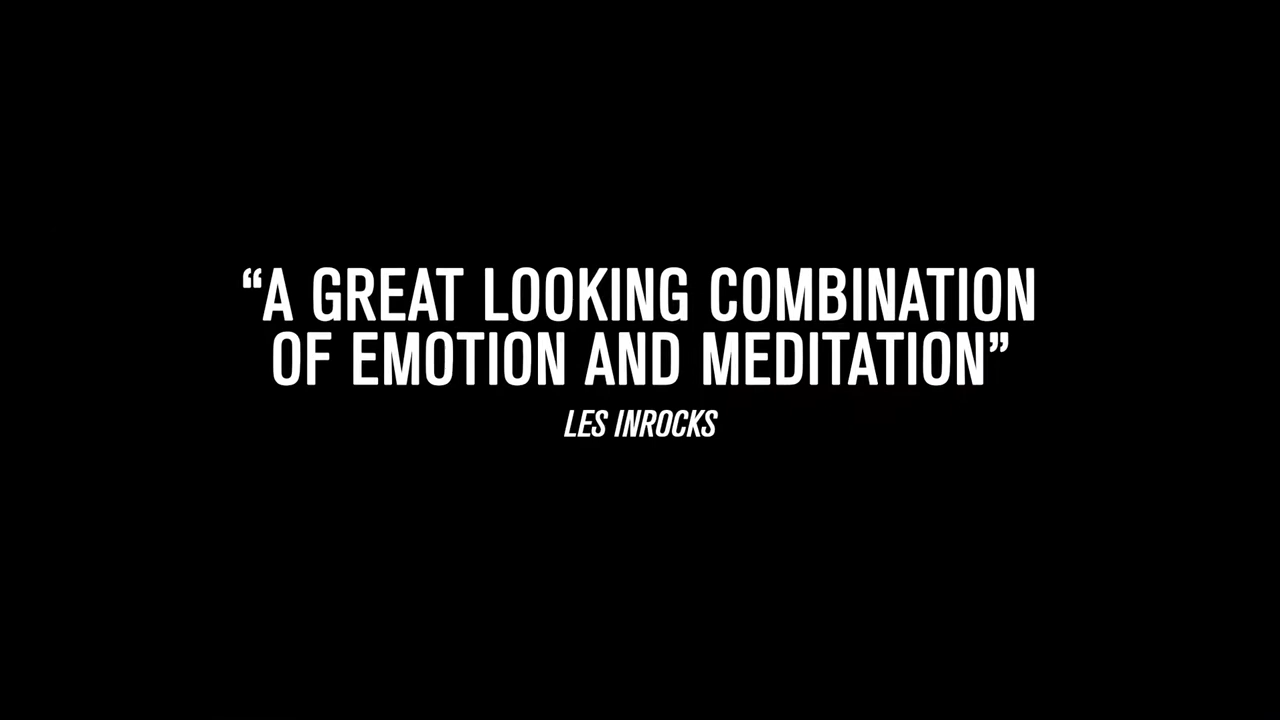 “A GREAT LOOKING COMBINATION
OF EMOTION AND MEDITATION”
LES INROCKS